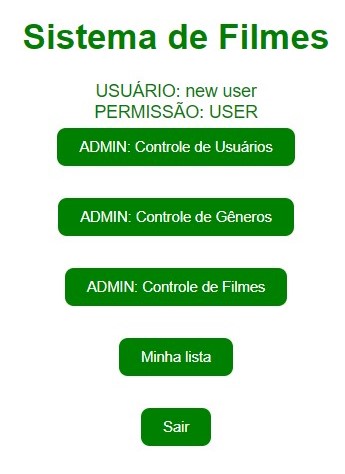 Sistema de Filmes
USUÁRIO: new user
PERMISSÃO: USER
ADMIN: Controle de Usuários
ADMIN: Controle de Gêneros
ADMIN: Controle de Filmes
Minha lista
Sair